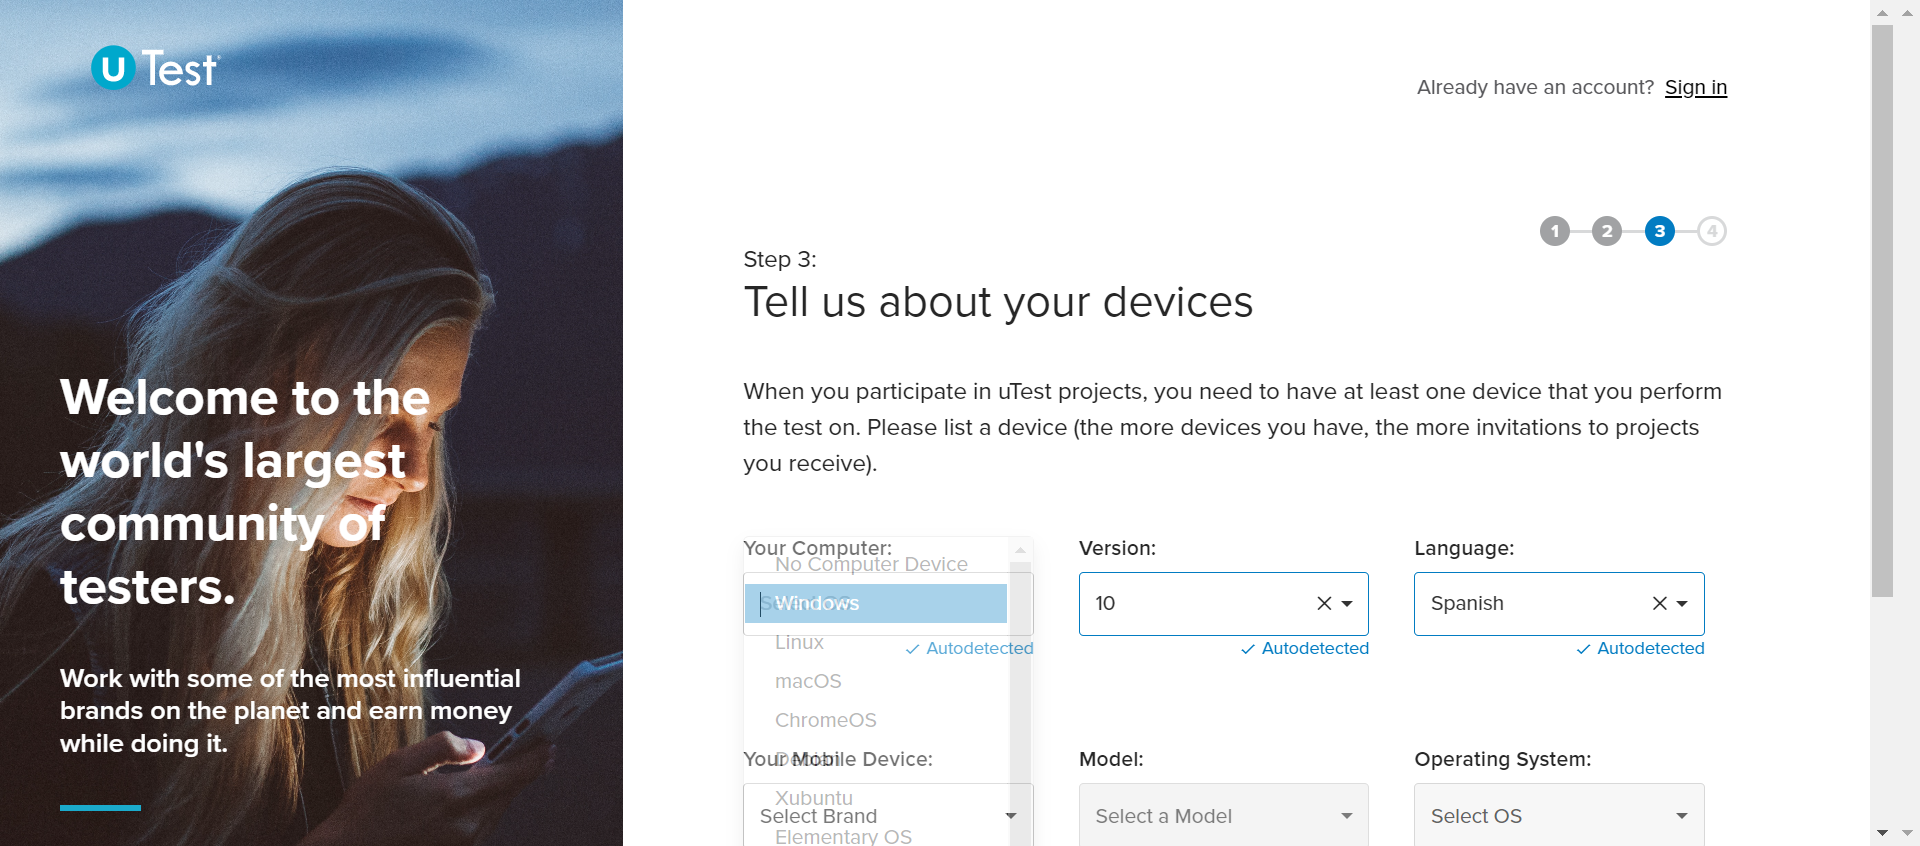 uTest
Already have an account? Sign in
1 2 3 4
Step 3:
Tell us about your devices
When you participate in uTest projects, you need to have at least one device that you perform
the test on. Please list a device (the more devices you have, the more invitations to projects
you receive).
Welcome to the
world's largest
community of
testers.
Work with some of the most influential
brands on the planet and earn money
while doing it.
Your Computer:
No Computer Device
Windows
Linux
macOS
ChromeOS
Debian
Xubuntu
Elementary OS
Select OS
Autodetected
Version:
10
Autodetected
Language:
Spanish
Autodetected
Your Mobile Device:
Select Brand
Model:
Select a Model
Operating System:
Select OS